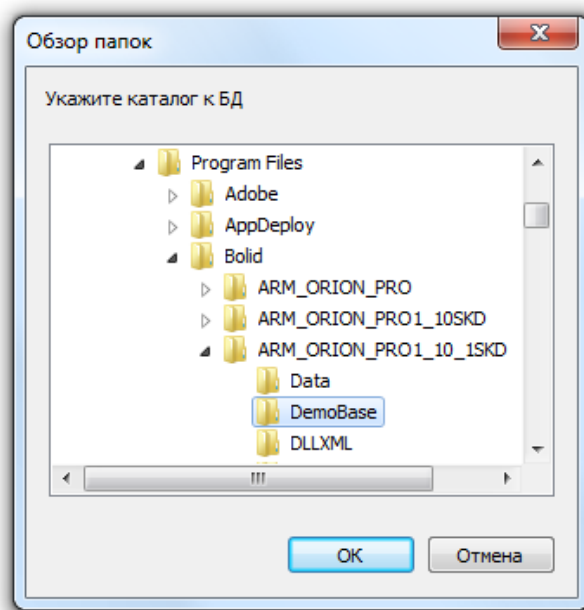 Обзор папок
Укажите каталог к БД
Program Files
Adobe
AppDeploy
Bolid
ARM_ORION_PRO
ARM_ORION_PRO1_10SKD
ARM_ORION_PRO1_10_1SKD
Data
DemoBase
DLLXML
OK
Отмена